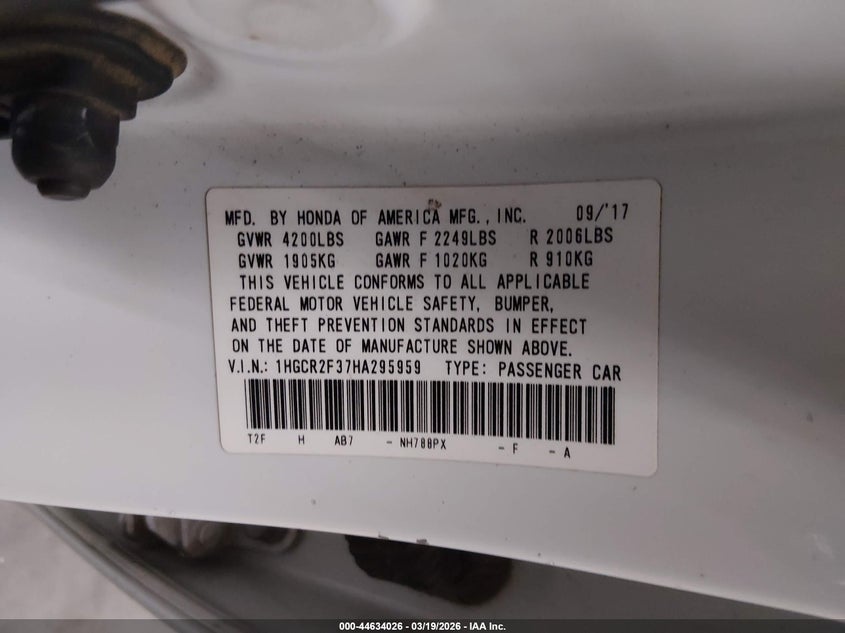 MFD. BY HONDA OF AMERICA MFG., INC. 09/'17
GVWR 4200LBS GAWR F 2249LBS R 2006LBS
GVWR 1905KG GAWR F 1020KG R 910KG
THIS VEHICLE CONFORMS TO ALL APPLICABLE
FEDERAL MOTOR VEHICLE SAFETY, BUMPER,
AND THEFT PREVENTION STANDARDS IN EFFECT
ON THE DATE OF MANUFACTURE SHOWN ABOVE.
V.I.N.: 1HGCR2F37HA295959 TYPE: PASSENGER CAR
T2F H AB7 - NH788PX - F - A
000-44634026 - 03/19/2026 - IAA Inc.